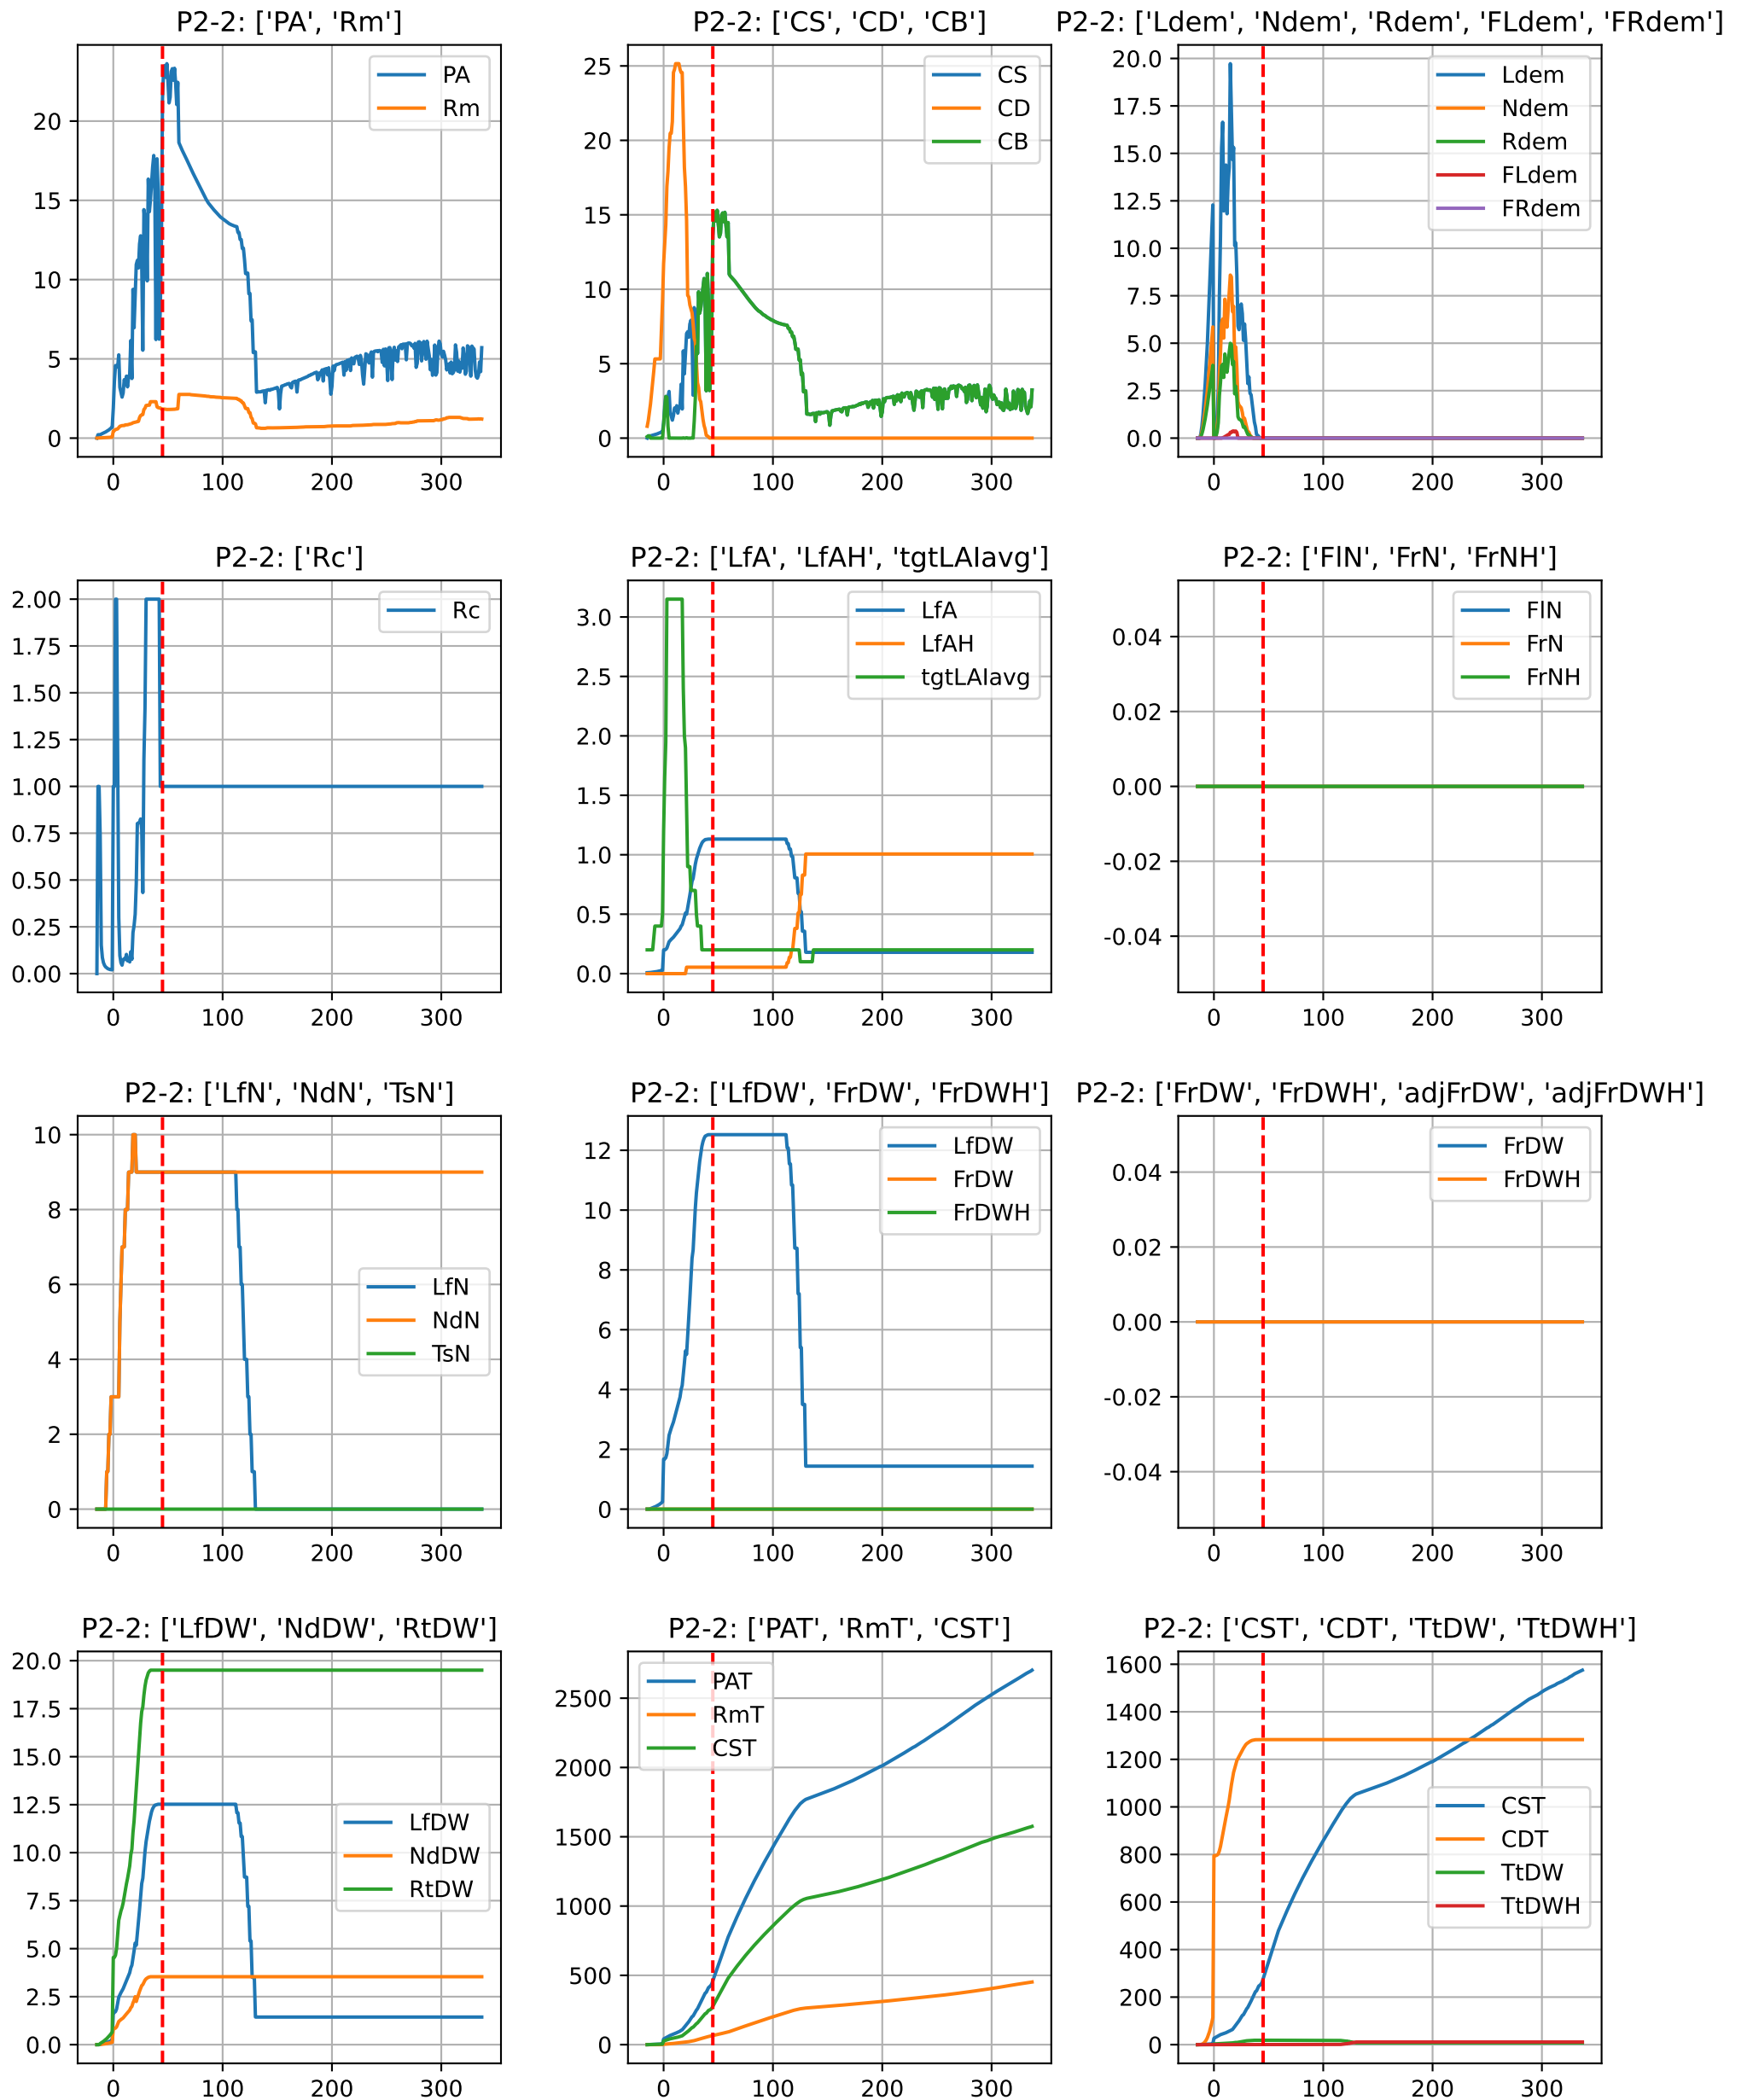 P2-2: ['PA', 'Rm']
PA
Rm
20
15
10
5
0
0 100 200 300
P2-2: ['CS', 'CD', 'CB']
CS
CD
CB
25
20
15
10
5
0
0 100 200 300
P2-2: ['Ldem', 'Ndem', 'Rdem', 'FLdem', 'FRdem']
Ldem
Ndem
Rdem
FLdem
FRdem
20.0
17.5
15.0
12.5
10.0
7.5
5.0
2.5
0.0
0 100 200 300
P2-2: ['Rc']
Rc
2.00
1.75
1.50
1.25
1.00
0.75
0.50
0.25
0.00
0 100 200 300
P2-2: ['LfA', 'LfAH', 'tgtLAIavg']
LfA
LfAH
tgtLAIavg
3.0
2.5
2.0
1.5
1.0
0.5
0.0
0 100 200 300
P2-2: ['FlN', 'FrN', 'FrNH']
FlN
FrN
FrNH
0.04
0.02
0.00
-0.02
-0.04
0 100 200 300
P2-2: ['LfN', 'NdN', 'TsN']
LfN
NdN
TsN
10
8
6
4
2
0
0 100 200 300
P2-2: ['LfDW', 'FrDW', 'FrDWH']
LfDW
FrDW
FrDWH
12
10
8
6
4
2
0
0 100 200 300
P2-2: ['FrDW', 'FrDWH', 'adjFrDW', 'adjFrDWH']
FrDW
FrDWH
0.04
0.02
0.00
-0.02
-0.04
0 100 200 300
P2-2: ['LfDW', 'NdDW', 'RtDW']
LfDW
NdDW
RtDW
20.0
17.5
15.0
12.5
10.0
7.5
5.0
2.5
0.0
0 100 200 300
P2-2: ['PAT', 'RmT', 'CST']
PAT
RmT
CST
2500
2000
1500
1000
500
0
0 100 200 300
P2-2: ['CST', 'CDT', 'TtDW', 'TtDWH']
CST
CDT
TtDW
TtDWH
1600
1400
1200
1000
800
600
400
200
0
0 100 200 300